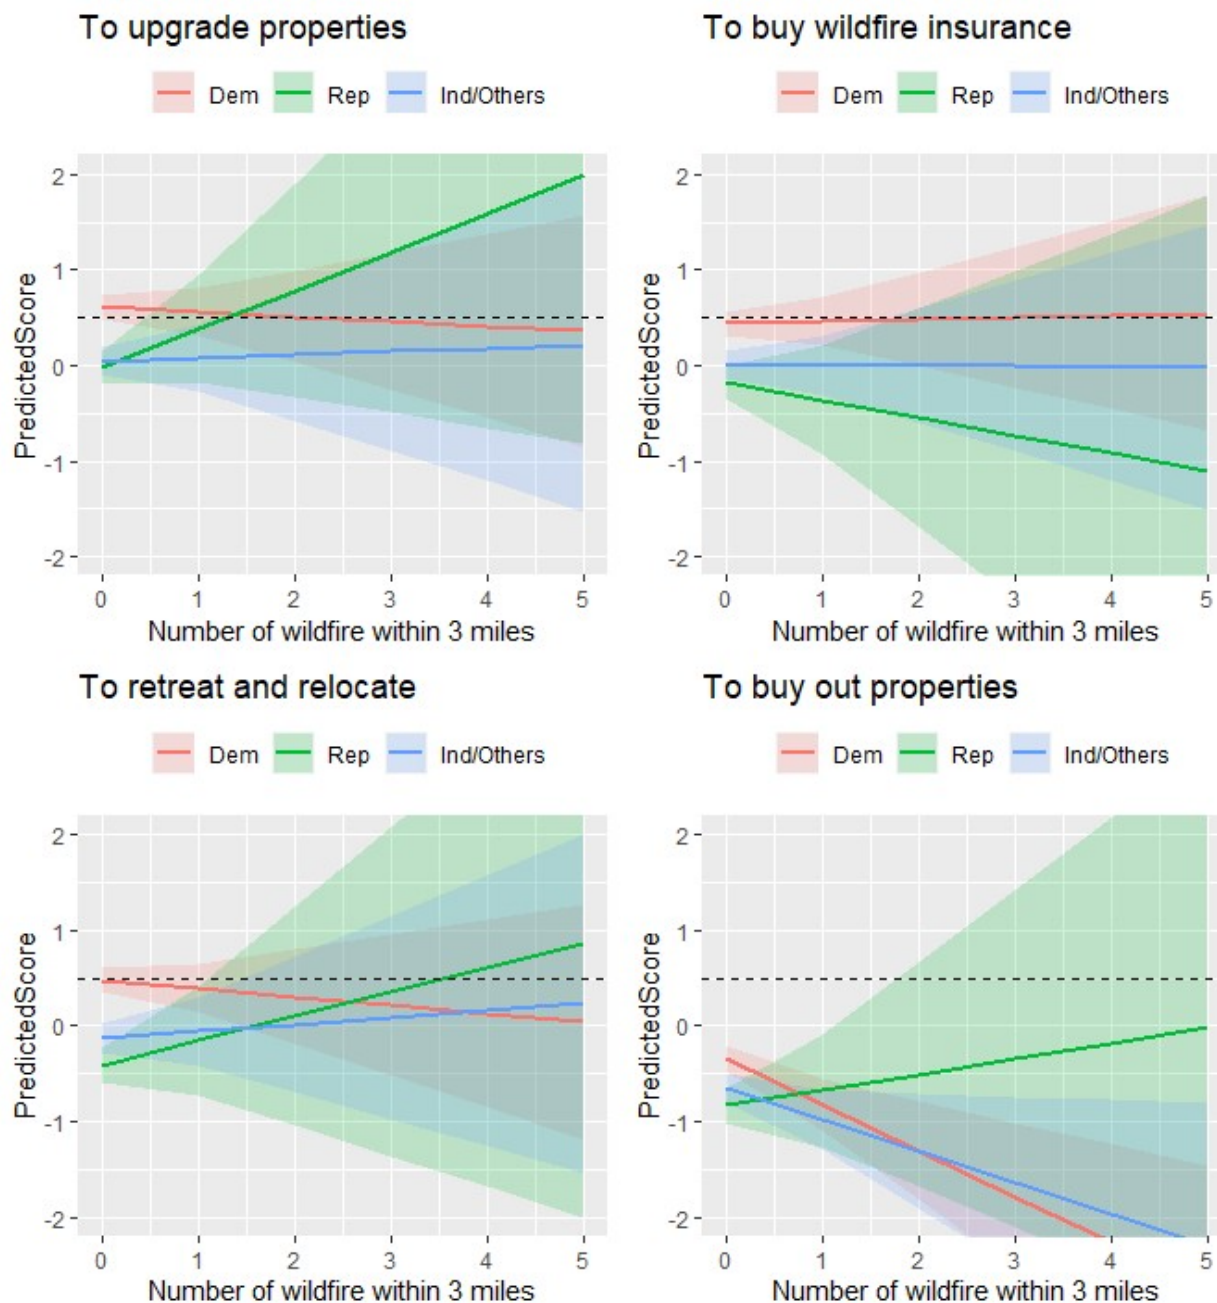 To upgrade properties
Dem Rep Ind/Others
PredictedScore
2
1
0
-1
-2
0 1 2 3 4 5
Number of wildfire within 3 miles
To buy wildfire insurance
Dem Rep Ind/Others
PredictedScore
2
1
0
-1
-2
0 1 2 3 4 5
Number of wildfire within 3 miles
To retreat and relocate
Dem Rep Ind/Others
PredictedScore
2
1
0
-1
-2
0 1 2 3 4 5
Number of wildfire within 3 miles
To buy out properties
Dem Rep Ind/Others
PredictedScore
2
1
0
-1
-2
0 1 2 3 4 5
Number of wildfire within 3 miles